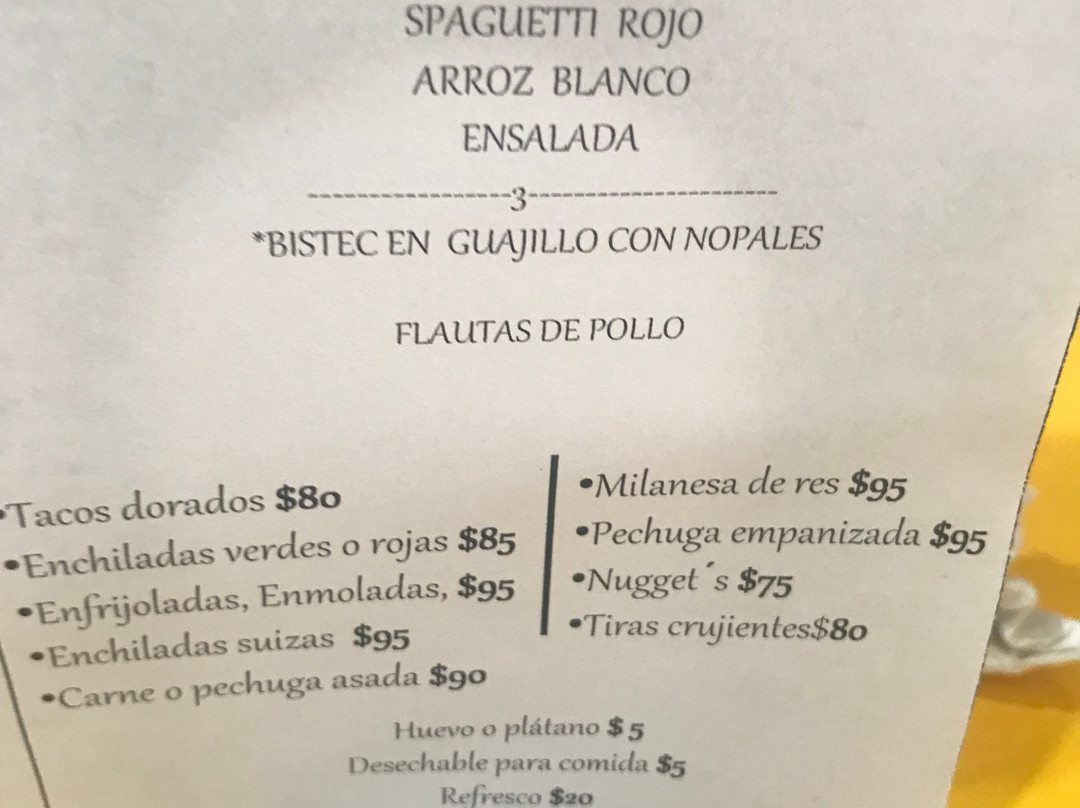 SPAGUETTI ROJO
ARROZ BLANCO
ENSALADA
-----------------3---------------------
*BISTEC EN GUAJILLO CON NOPALES
FLAUTAS DE POLLO
•Tacos dorados $80
•Enchiladas verdes o rojas $85
•Enfrijoladas, Enmoladas, $95
•Enchiladas suizas $95
•Carne o pechuga asada $90
•Milanesa de res $95
•Pechuga empanizada $95
•Nugget´s $75
•Tiras crujientes$80
Huevo o plátano $ 5
Desechable para comida $5
Refresco $20